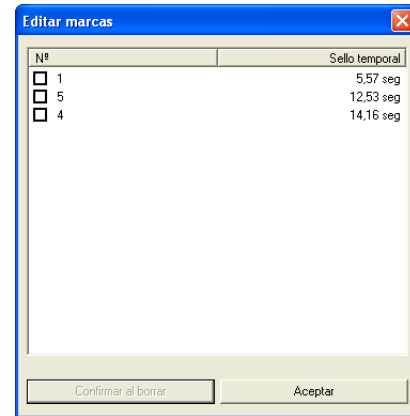 Editar marcas
Nº Sello temporal
1 5,57 seg
5 12,53 seg
4 14,16 seg
Confirmar al borrar Aceptar